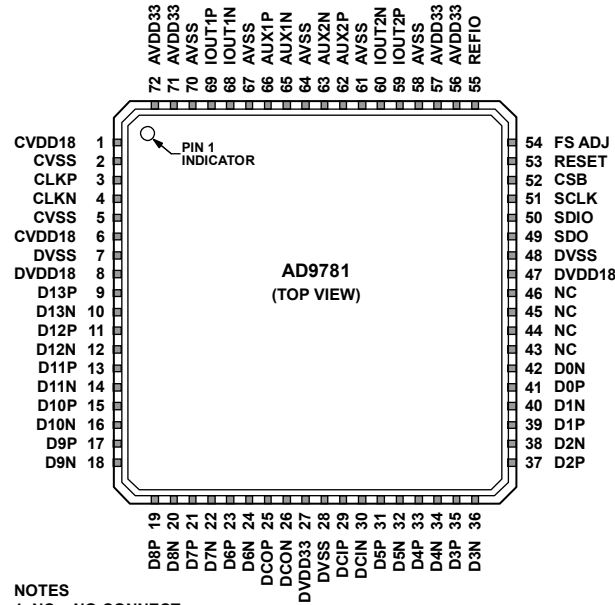 72 AVDD33
71 AVDD33
70 AVSS
69 IOUT1P
68 IOUT1N
67 AVSS
66 AUX1P
65 AUX1N
64 AVSS
63 AUX2N
62 AUX2P
61 AVSS
60 IOUT2N
59 IOUT2P
58 AVSS
57 AVDD33
56 AVDD33
55 REFIO
CVDD18 1
CVSS 2
CLKP 3
CLKN 4
CVSS 5
CVDD18 6
DVSS 7
DVDD18 8
D13P 9
D13N 10
D12P 11
D12N 12
D11P 13
D11N 14
D10P 15
D10N 16
D9P 17
D9N 18
PIN 1
INDICATOR
AD9781
(TOP VIEW)
54 FS ADJ
53 RESET
52 CSB
51 SCLK
50 SDIO
49 SDO
48 DVSS
47 DVDD18
46 NC
45 NC
44 NC
43 NC
42 D0N
41 D0P
40 D1N
39 D1P
38 D2N
37 D2P
D8P 19
D8N 20
D7P 21
D7N 22
D6P 23
D6N 24
DCOP 25
DCON 26
DVDD33 27
DVSS 28
DCIP 29
DCIN 30
D5P 31
D5N 32
D4P 33
D4N 34
D3P 35
D3N 36
NOTES